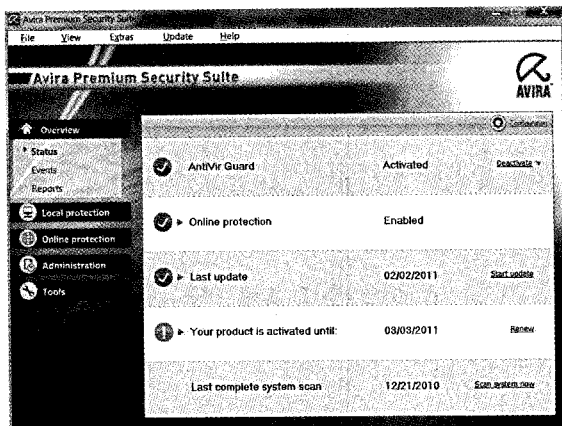 Avira Premium Security Suite
File View Extras Update Help
Avira Premium Security Suite
AVIRA
Overview
Configuration
Status
Events
Reports
Local protection
Online protection
Administration
Tools
AntiVir Guard Activated Deactivate
Online protection Enabled
Last update 02/02/2011 Start update
Your product is activated until: 03/03/2011 Renew
Last complete system scan 12/21/2010 Scan system now